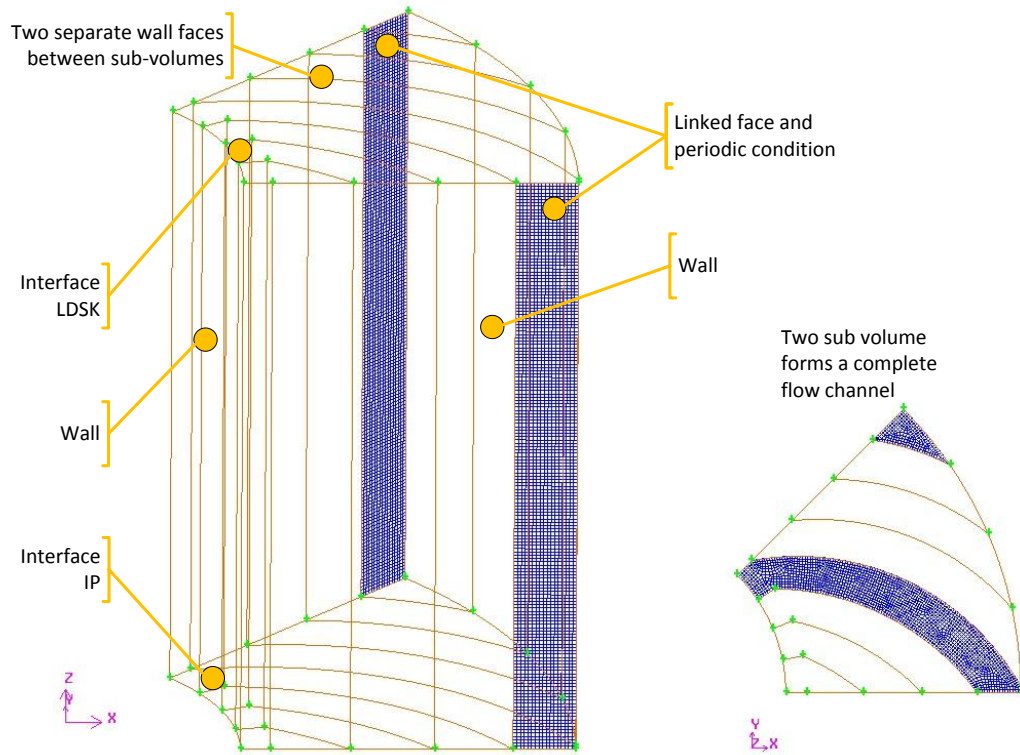 Two separate wall faces
between sub-volumes
Linked face and
periodic condition
Interface
LDSK
Wall
Wall
Interface
IP
Two sub volume
forms a complete
flow channel
Z
Y
X
Y
Z
X